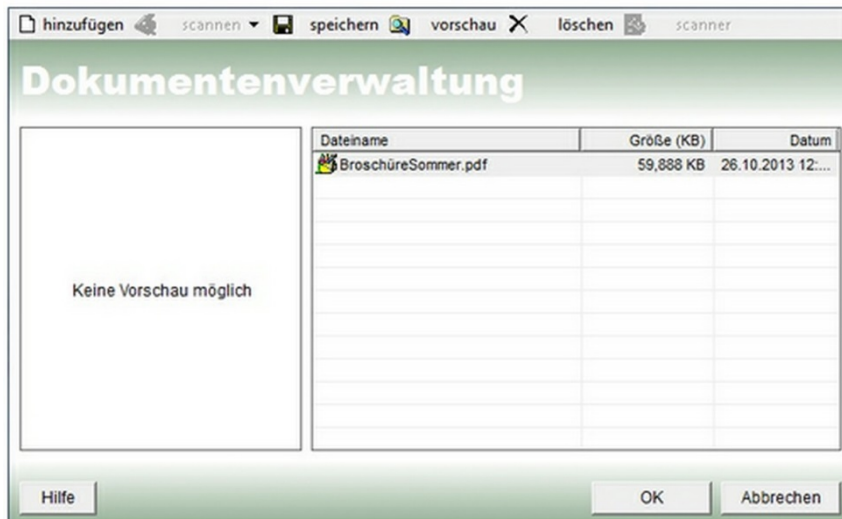 hinzufügen scannen speichern vorschau löschen scanner
Dokumentenverwaltung
Dateiname Größe (KB) Datum
BroschüreSommer.pdf 59,888 KB 26.10.2013 12:...
Keine Vorschau möglich
Hilfe OK Abbrechen